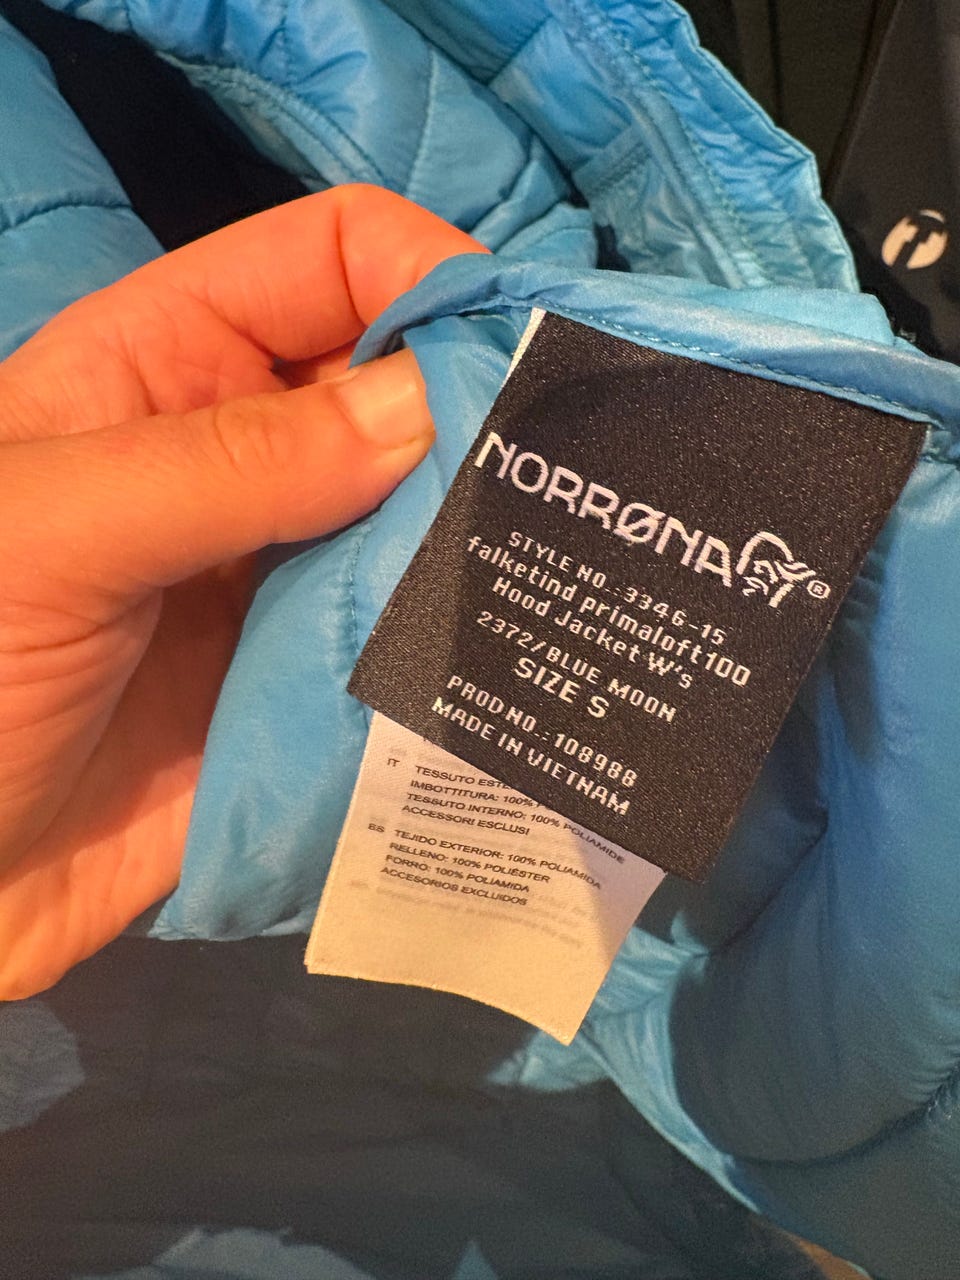 NORRØNA®
STYLE NO.:3346-15
falketind primaloft100
Hood Jacket W's
2372/BLUE MOON
SIZE S
PROD NO.:108988
MADE IN VIETNAM
IT TESSUTO
IMBOTTITURA: 100%
TESSUTO INTERNO: 100% POLIAMIDE
ACCESSORI ESCLUSI
ES TEJIDO EXTERIOR: 100% POLIAMIDA
RELLENO: 100% POLIÉSTER
FORRO: 100% POLIAMIDA
ACCESORIOS EXCLUIDOS